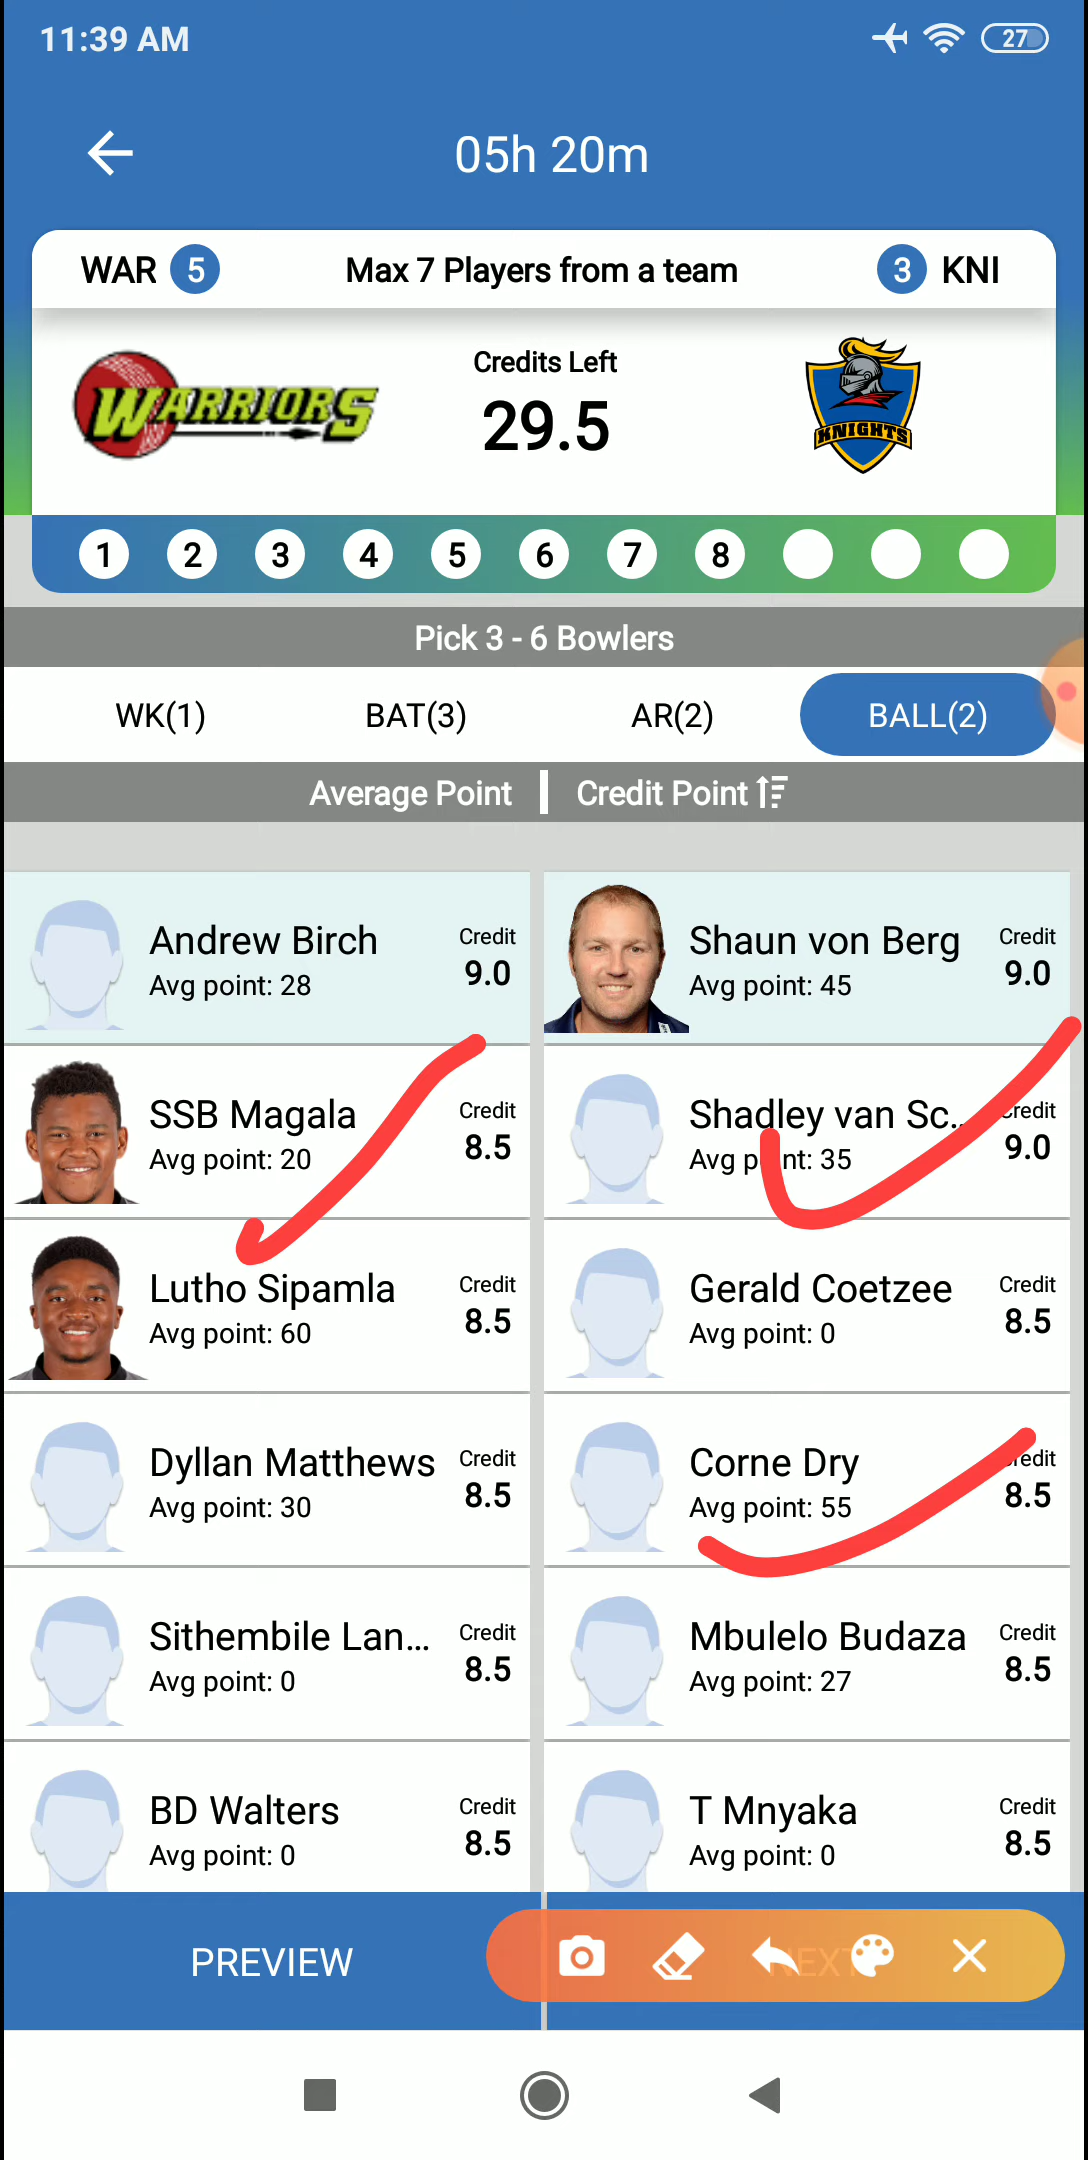 11:39 AM
27
05h 20m
WAR 5 Max 7 Players from a team 3 KNI
WARRIORS
Credits Left
29.5
KNIGHTS
1 2 3 4 5 6 7 8
Pick 3 - 6 Bowlers
WK(1) BAT(3) AR(2) BALL(2)
Average Point Credit Point
Andrew Birch Credit
Avg point: 28 9.0
Shaun von Berg Credit
Avg point: 45 9.0
SSB Magala Credit
Avg point: 20 8.5
Shadley van Sc... Credit
Avg point: 35 9.0
Lutho Sipamla Credit
Avg point: 60 8.5
Gerald Coetzee Credit
Avg point: 0 8.5
Dyllan Matthews Credit
Avg point: 30 8.5
Corne Dry Credit
Avg point: 55 8.5
Sithembile Lan... Credit
Avg point: 0 8.5
Mbulelo Budaza Credit
Avg point: 27 8.5
BD Walters Credit
Avg point: 0 8.5
T Mnyaka Credit
Avg point: 0 8.5
PREVIEW NEXT